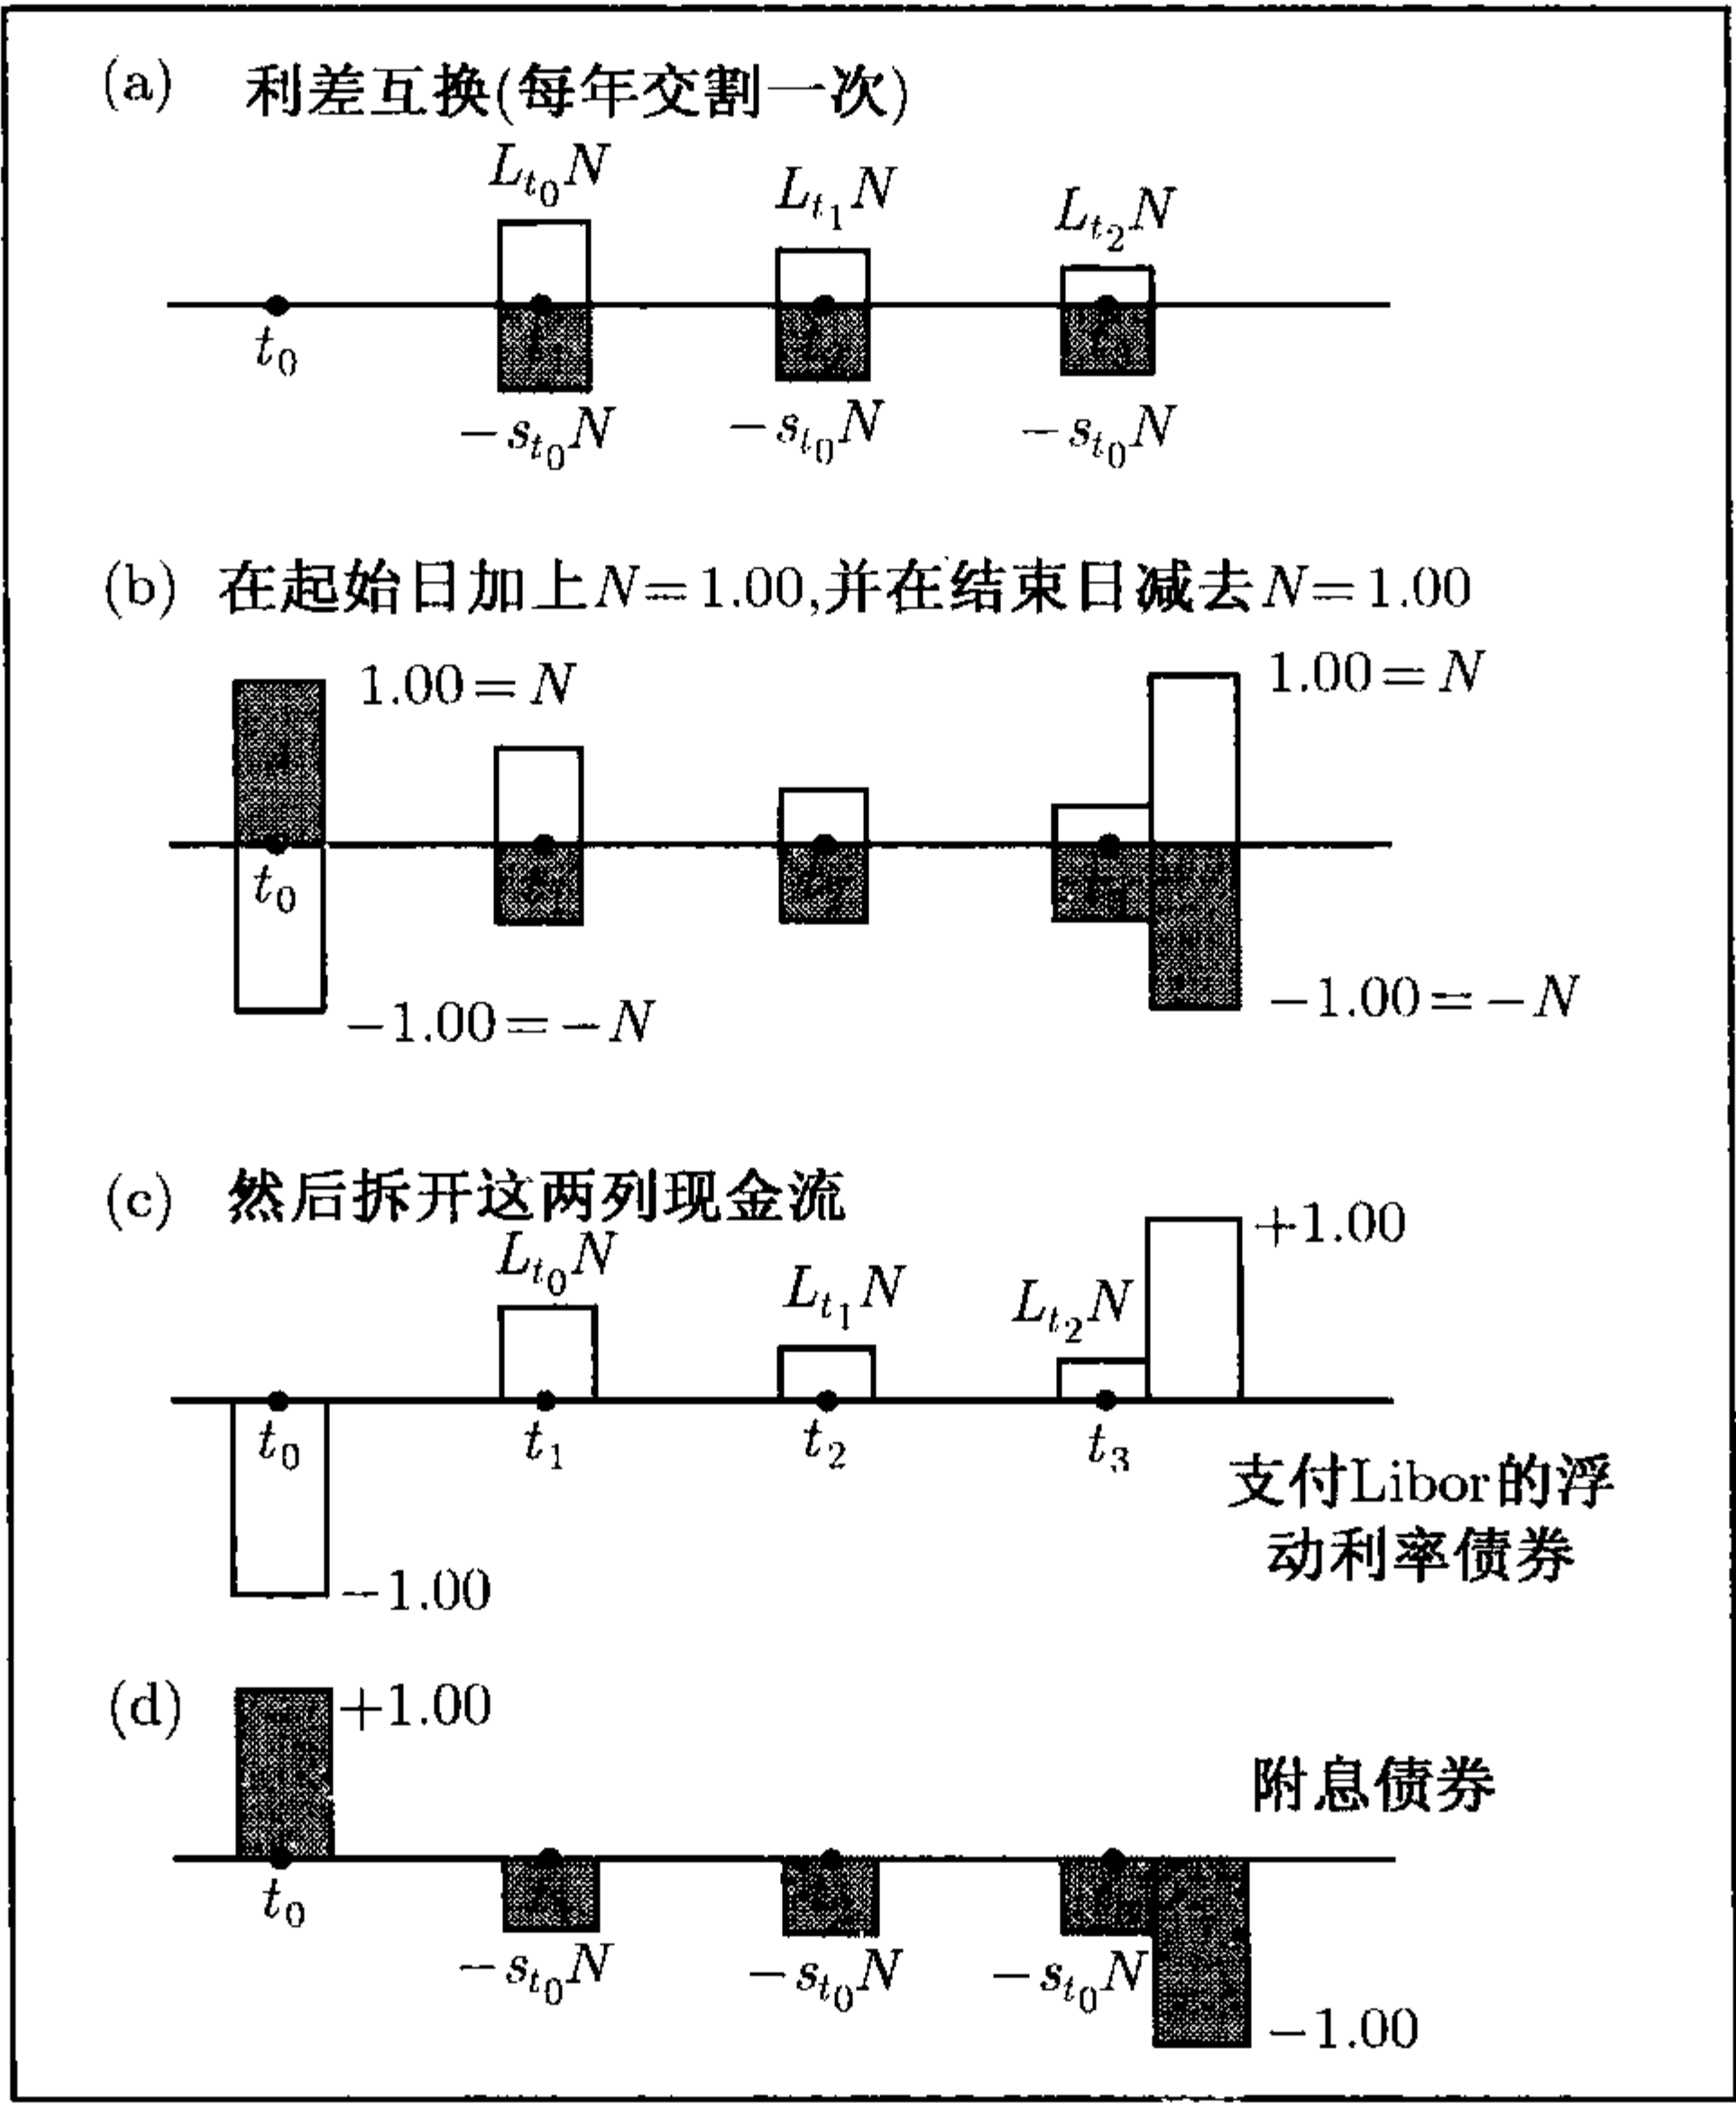 (a) 利差互换(每年交割一次)
L_{t_0}N L_{t_1}N L_{t_2}N
t_0
-s_{t_0}N -s_{t_0}N -s_{t_0}N
(b) 在起始日加上N=1.00,并在结束日减去N=1.00
1.00=N 1.00=N
t_0
-1.00=-N -1.00=-N
(c) 然后拆开这两列现金流
+1.00
L_{t_0}N L_{t_1}N L_{t_2}N
t_0 t_1 t_2 t_3
支付Libor的浮
动利率债券
-1.00
(d) +1.00
附息债券
t_0
-s_{t_0}N -s_{t_0}N -s_{t_0}N
-1.00